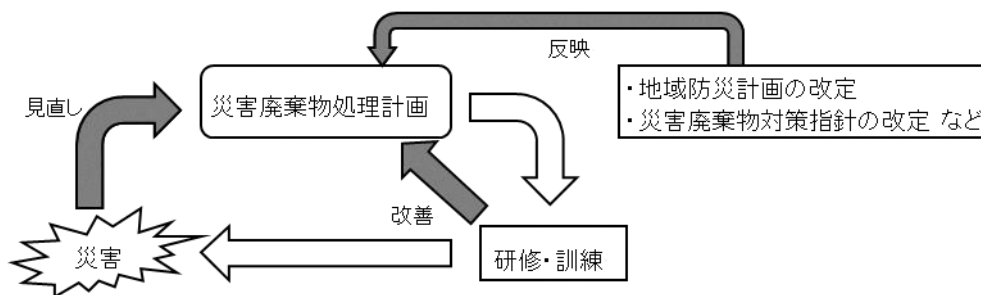 反映
見直し
災害廃棄物処理計画
・地域防災計画の改定
・災害廃棄物対策指針の改定 など
改善
災害
研修・訓練